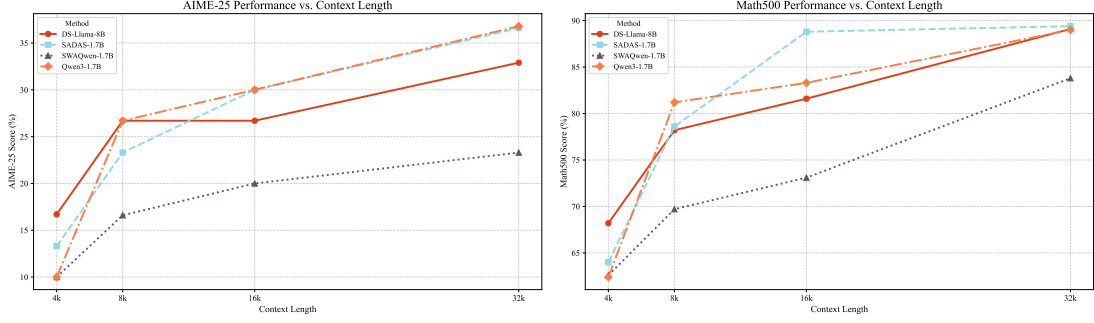 AIME-25 Performance vs. Context Length
Method
DS-Llama-8B
SADAS-1.7B
SWAQwen-1.7B
Qwen3-1.7B
AIME-25 Score (%)
35
30
25
20
15
10
4k
8k
16k
32k
Context Length
Math500 Performance vs. Context Length
Method
DS-Llama-8B
SADAS-1.7B
SWAQwen-1.7B
Qwen3-1.7B
Math500 Score (%)
90
85
80
75
70
65
4k
8k
16k
32k
Context Length